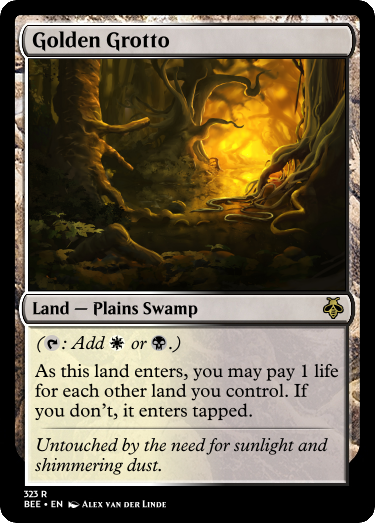 Golden Grotto
Land — Plains Swamp
(: Add or .)
As this land enters, you may pay 1 life
for each other land you control. If
you don't, it enters tapped.
Untouched by the need for sunlight and
shimmering dust.
323 R
BEE • EN Alex van der Linde